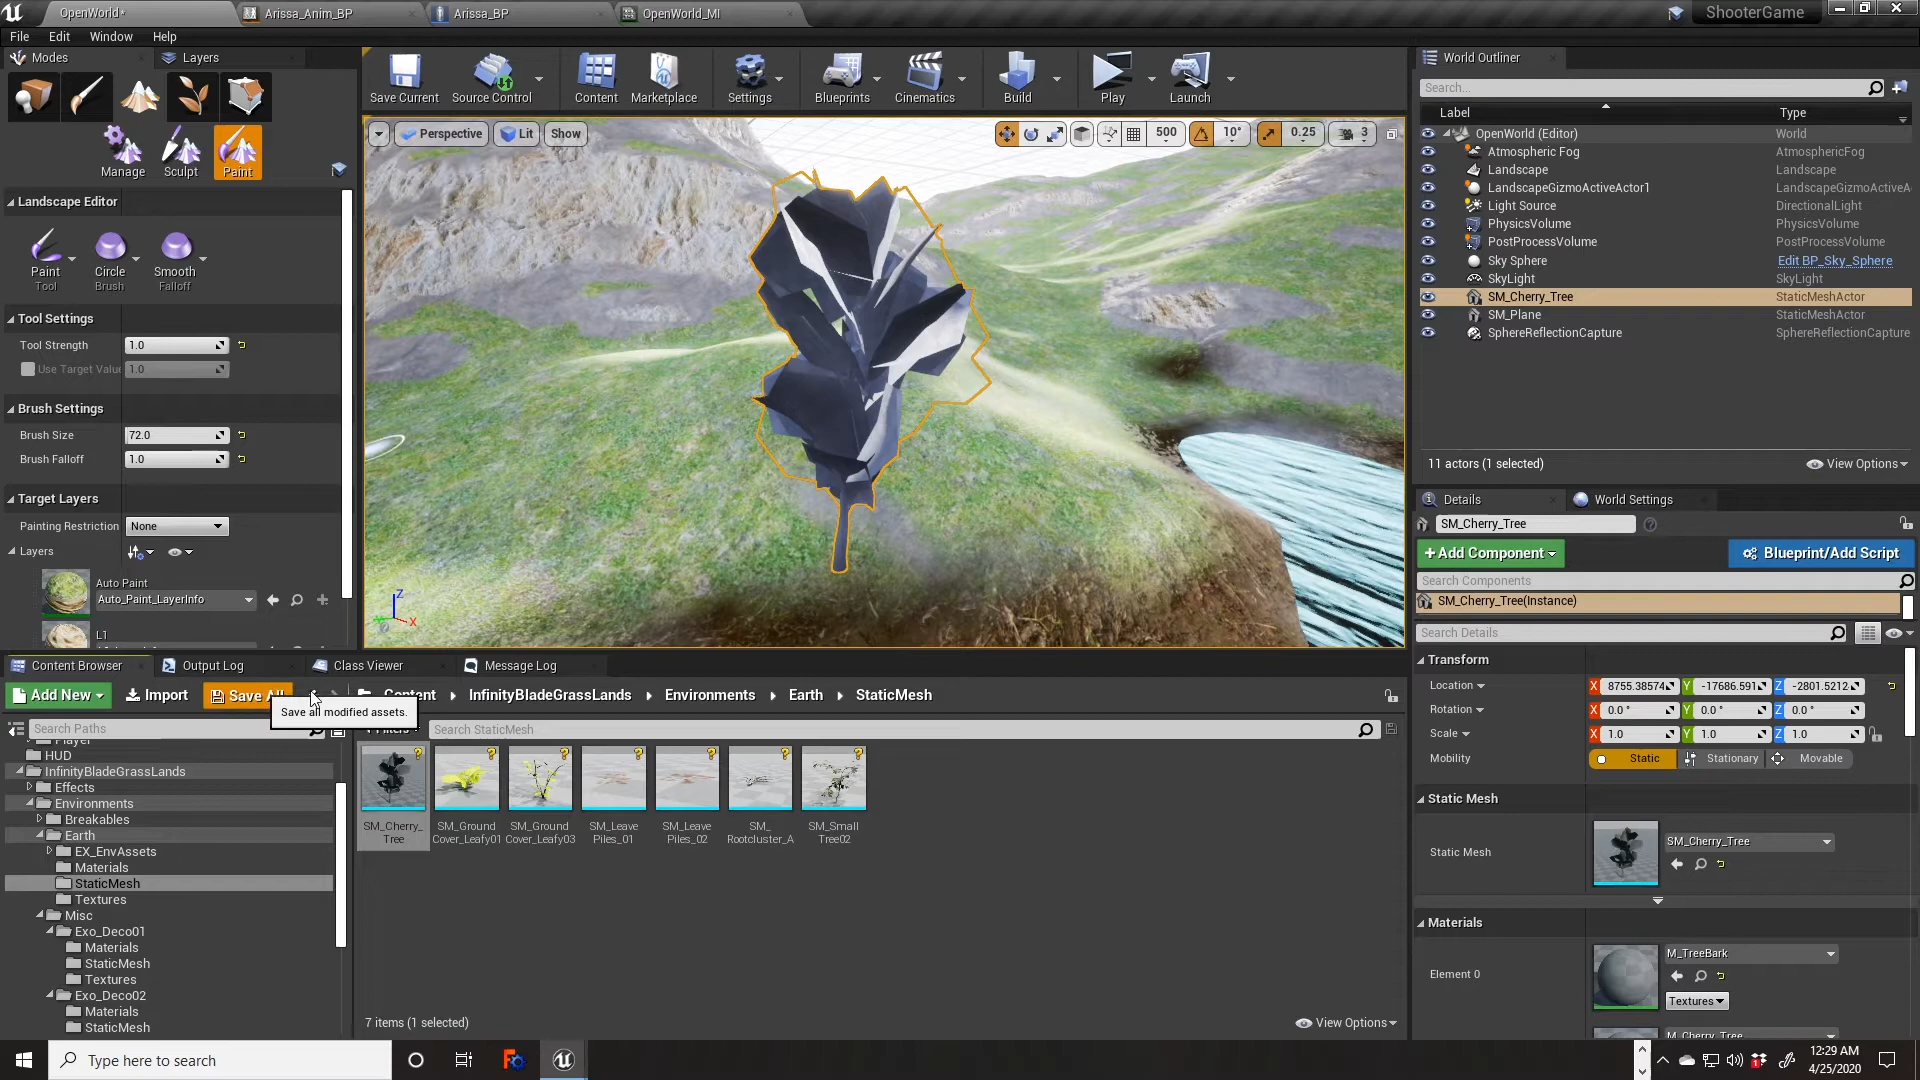 OpenWorld*
Arissa_Anim_BP
Arissa_BP
OpenWorld_MI
ShooterGame
File Edit Window Help
Modes
Layers
Manage Sculpt Paint
Landscape Editor
Paint Circle Smooth
Tool Brush Falloff
Tool Settings
Tool Strength 1.0
Use Target Value 1.0
Brush Settings
Brush Size 72.0
Brush Falloff 1.0
Target Layers
Painting Restriction None
Layers
Auto Paint
Auto_Paint_LayerInfo
L1
Save Current Source Control Content Marketplace Settings Blueprints Cinematics Build Play Launch
Perspective Lit Show
500 10° 0.25 3
Z
X
World Outliner
Search...
Label Type
OpenWorld (Editor) World
Atmospheric Fog AtmosphericFog
Landscape Landscape
LandscapeGizmoActiveActor1 LandscapeGizmoActiveA
Light Source DirectionalLight
PhysicsVolume PhysicsVolume
PostProcessVolume PostProcessVolume
Sky Sphere Edit BP_Sky_Sphere
SkyLight SkyLight
SM_Cherry_Tree StaticMeshActor
SM_Plane StaticMeshActor
SphereReflectionCapture SphereReflectionCapture
11 actors (1 selected) View Options
Details World Settings
SM_Cherry_Tree
+Add Component Blueprint/Add Script
Search Components
SM_Cherry_Tree(Instance)
Search Details
Transform
Location X 8755.38574 Y -17686.591 Z -2801.5212
Rotation X 0.0 ° Y 0.0 ° Z 0.0 °
Scale X 1.0 Y 1.0 Z 1.0
Mobility Static Stationary Movable
Static Mesh
Static Mesh SM_Cherry_Tree
Materials
Element 0 M_TreeBark
Textures
M_Cherry_Tree
Content Browser Output Log Class Viewer Message Log
Add New Import Save All Content InfinityBladeGrassLands Environments Earth StaticMesh
Save all modified assets.
Search Paths
Filters
Search StaticMesh
Player
HUD
InfinityBladeGrassLands
Effects
Environments
Breakables
Earth
EX_EnvAssets
Materials
StaticMesh
Textures
Misc
Exo_Deco01
Materials
StaticMesh
Textures
Exo_Deco02
Materials
StaticMesh
SM_Cherry_ SM_Ground SM_Ground SM_Leave SM_Leave SM_ SM_Small
Tree Cover_Leafy01 Cover_Leafy03 Piles_01 Piles_02 Rootcluster_A Tree02
7 items (1 selected) View Options
Type here to search
12:29 AM
4/25/2020